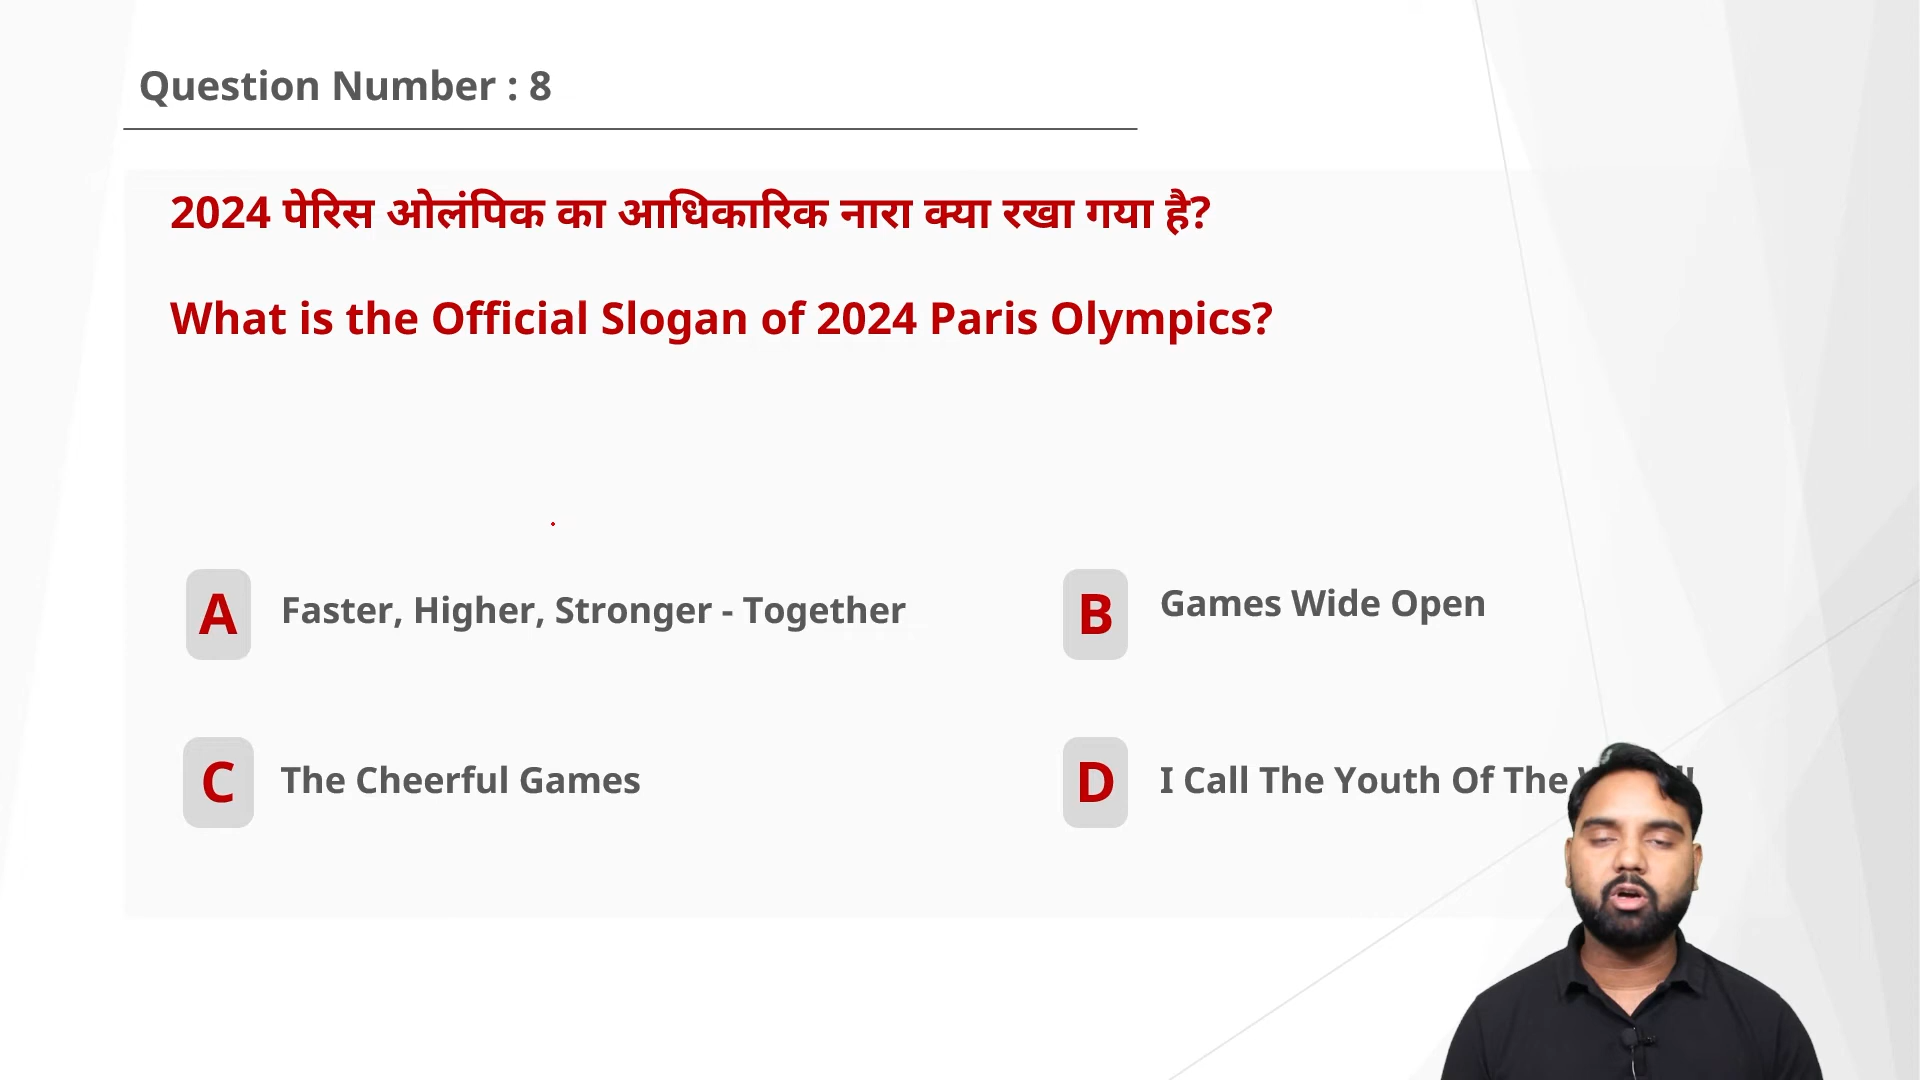 Question Number : 8
2024 पेरिस ओलंपिक का आधिकारिक नारा क्या रखा गया है?
What is the Official Slogan of 2024 Paris Olympics?
A Faster, Higher, Stronger - Together
B Games Wide Open
C The Cheerful Games
D I Call The Youth Of The